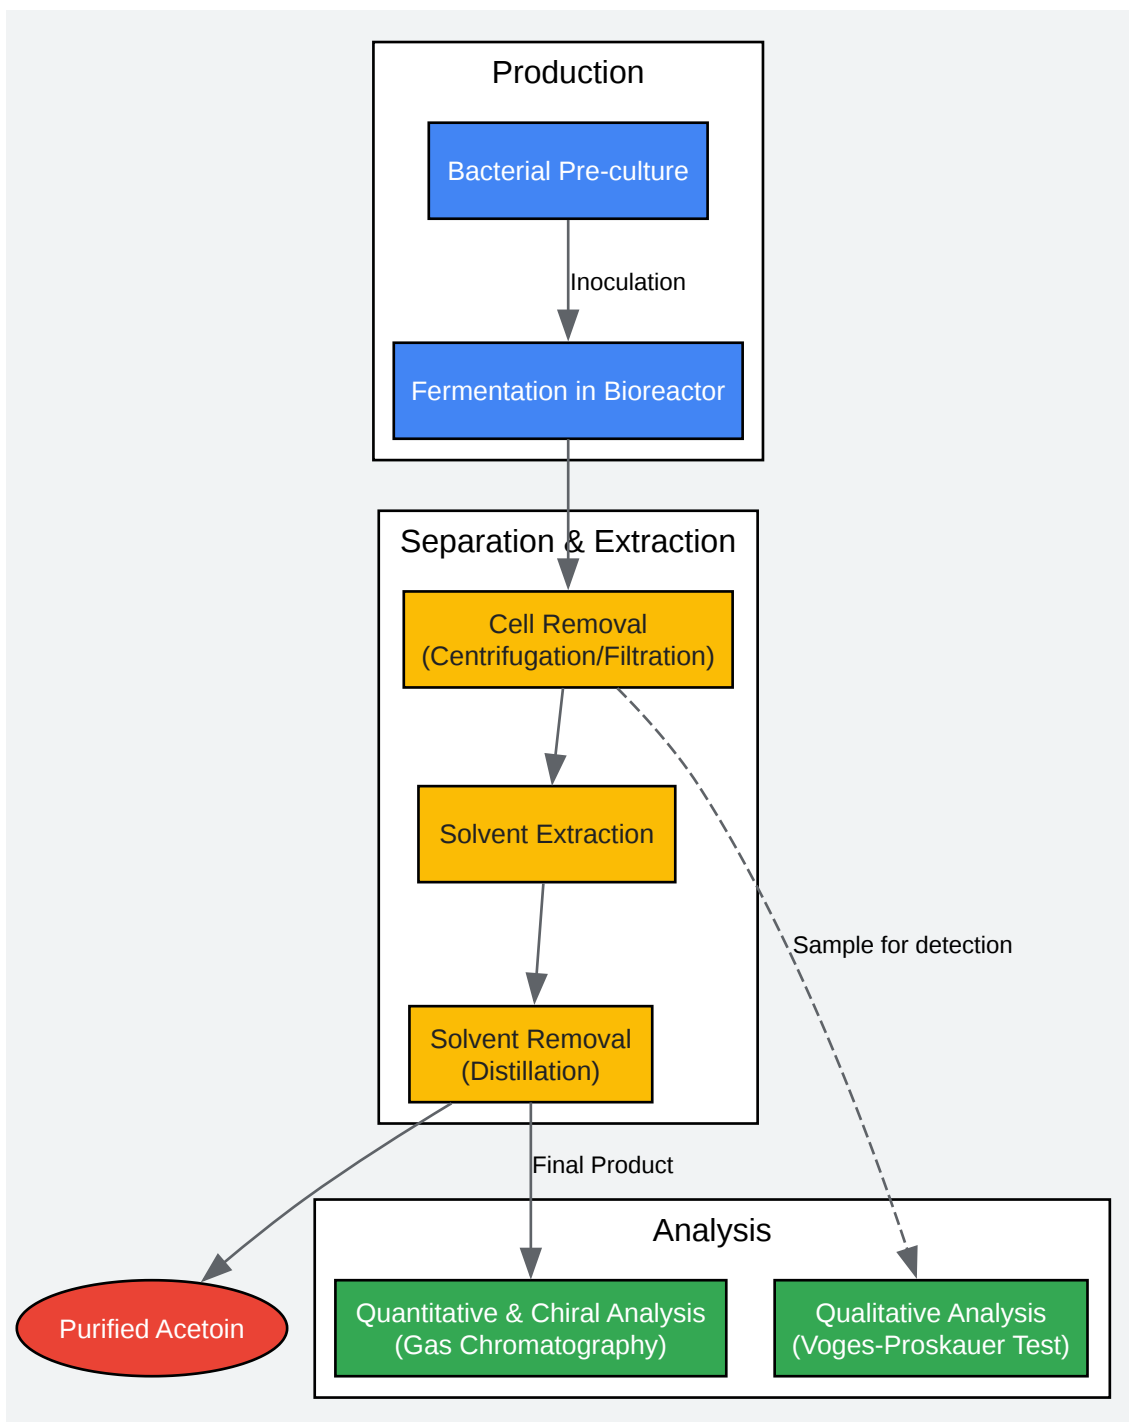 Production
Bacterial Pre-culture
Inoculation
Fermentation in Bioreactor
Separation & Extraction
Cell Removal
(Centrifugation/Filtration)
Solvent Extraction
Sample for detection
Solvent Removal
(Distillation)
Final Product
Analysis
Purified Acetoin
Quantitative & Chiral Analysis
(Gas Chromatography)
Qualitative Analysis
(Voges-Proskauer Test)